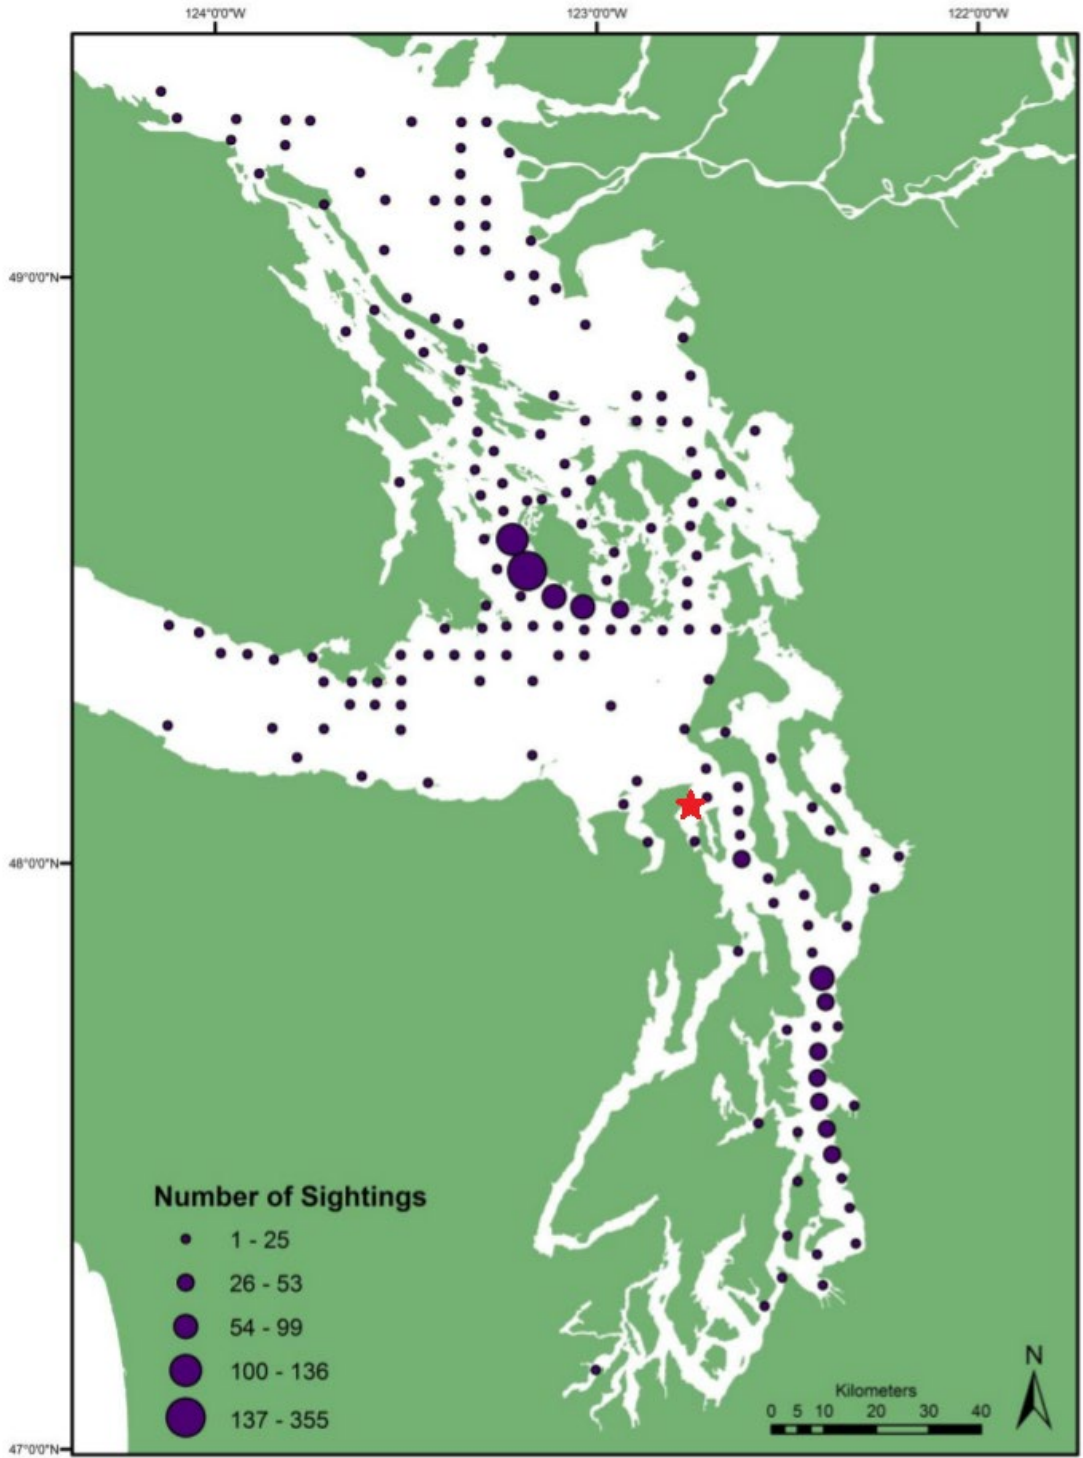 124°0'0"W 123°0'0"W 122°0'0"W
49°0'0"N
48°0'0"N
47°0'0"N
Number of Sightings
1 - 25
26 - 53
54 - 99
100 - 136
137 - 355
N
Kilometers
0 5 10 20 30 40